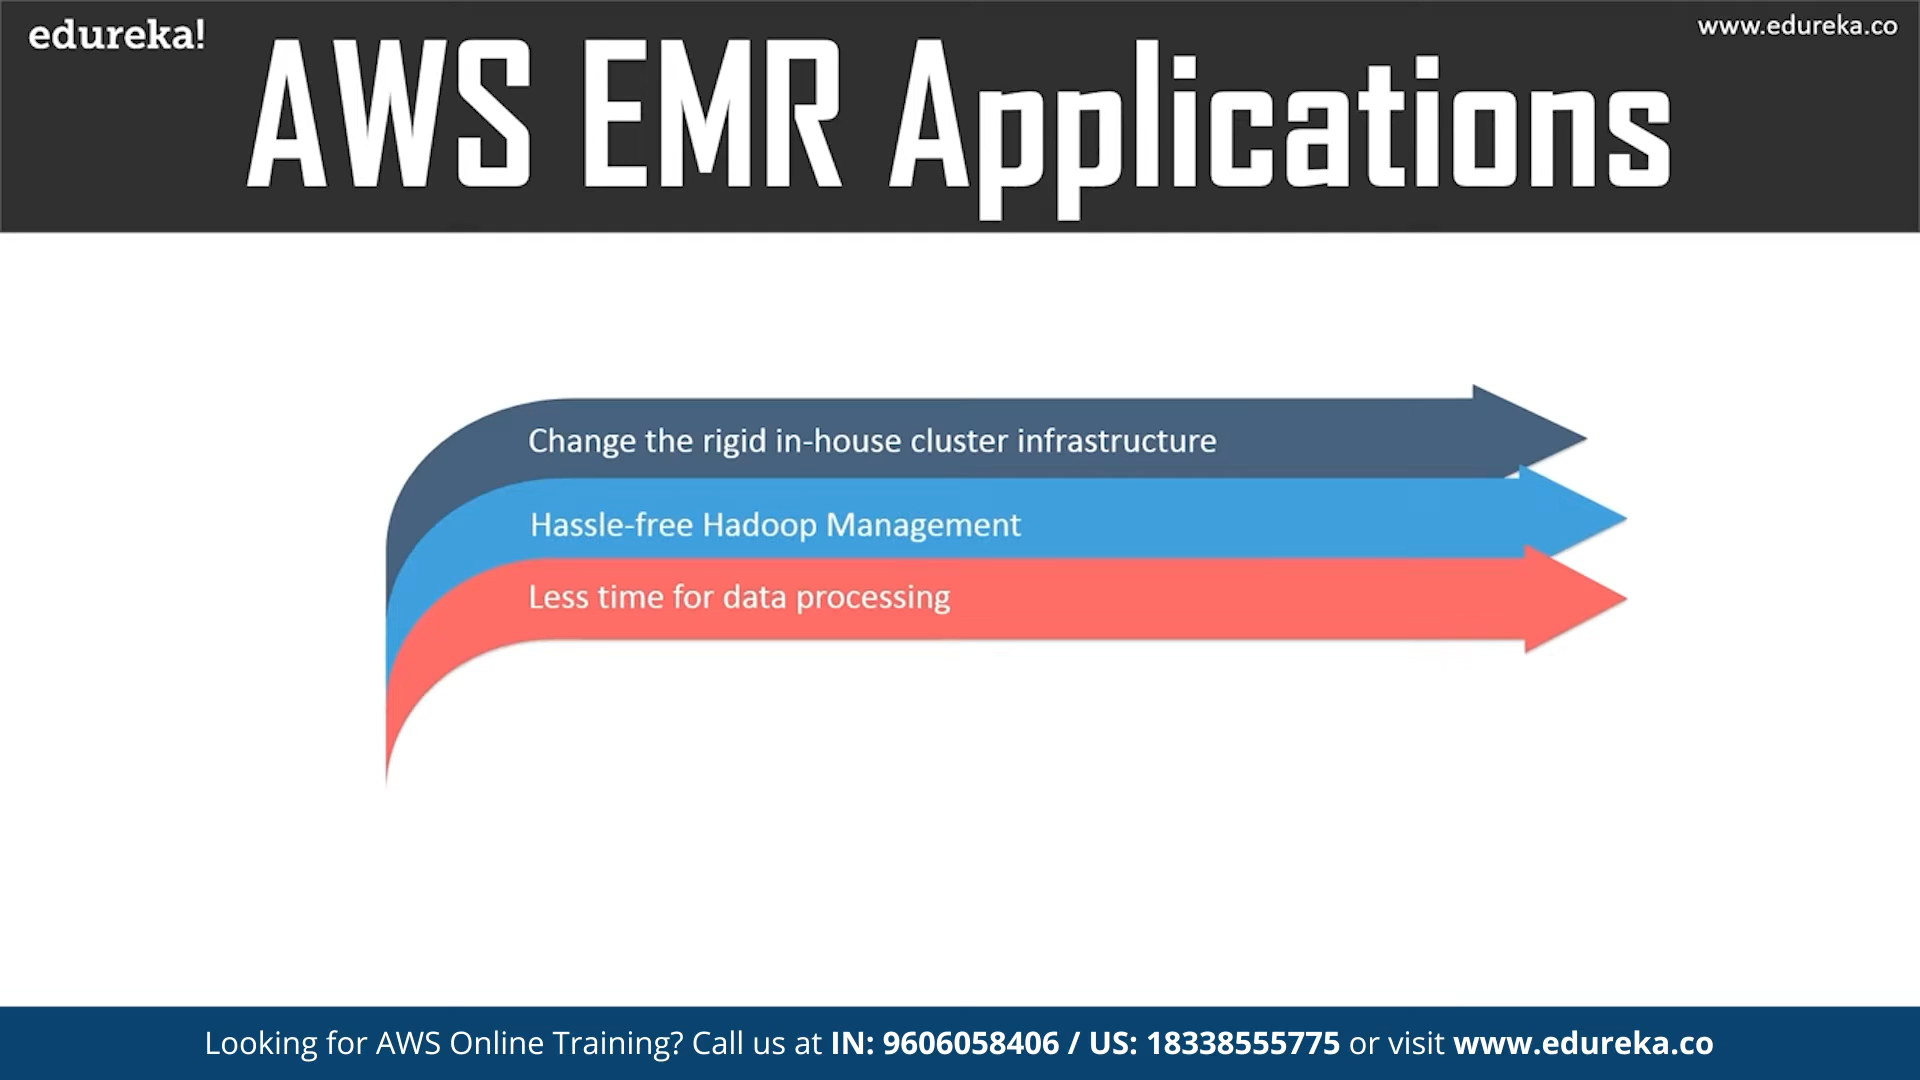 edureka!
www.edureka.co
AWS EMR Applications
Change the rigid in-house cluster infrastructure
Hassle-free Hadoop Management
Less time for data processing
Looking for AWS Online Training? Call us at IN: 9606058406 / US: 18338555775 or visit www.edureka.co